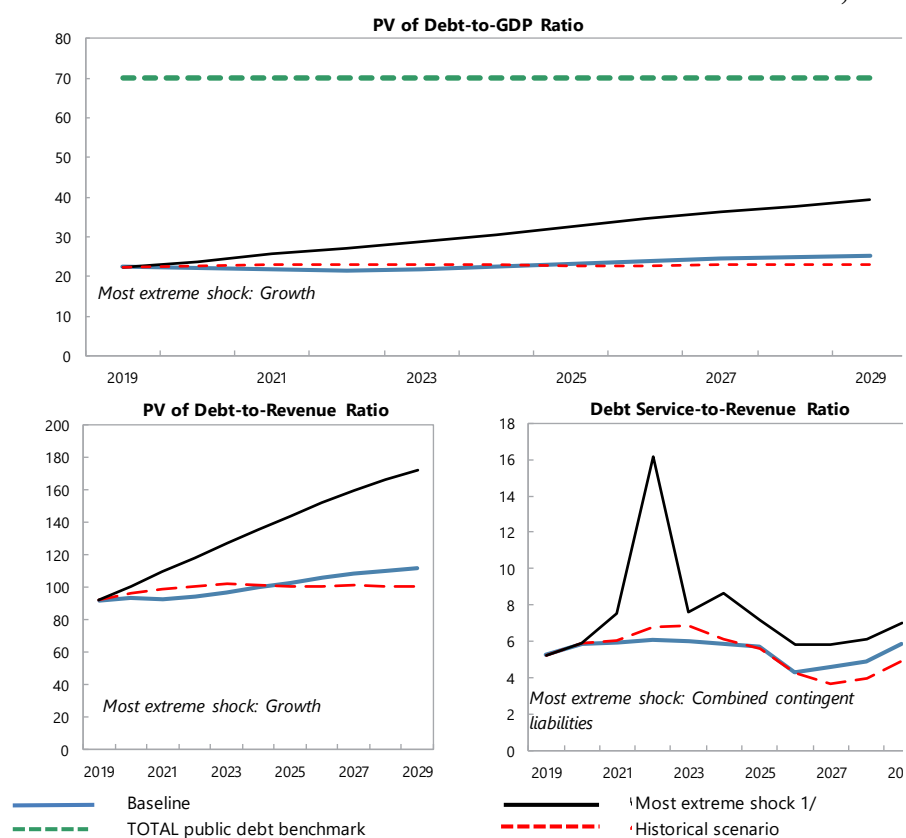 PV of Debt-to-GDP Ratio
80
70
60
50
40
30
20
10
0
Most extreme shock: Growth
2019 2021 2023 2025 2027 2029
PV of Debt-to-Revenue Ratio
200
180
160
140
120
100
80
60
40
20
0
Most extreme shock: Growth
2019 2021 2023 2025 2027 2029
Debt Service-to-Revenue Ratio
18
16
14
12
10
8
6
4
2
0
Most extreme shock: Combined contingent
liabilities
2019 2021 2023 2025 2027 20
Baseline
Most extreme shock 1/
TOTAL public debt benchmark
Historical scenario